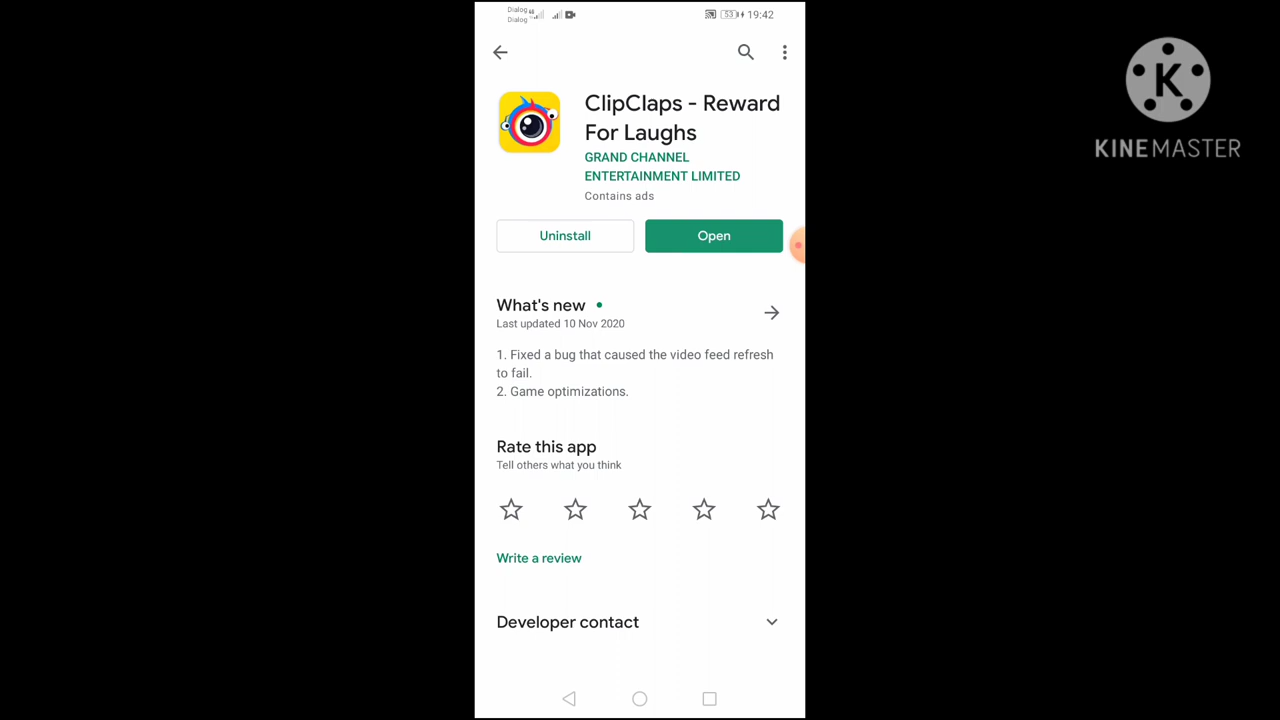 Dialog
Dialog
4G
53
19:42
ClipClaps - Reward
For Laughs
GRAND CHANNEL
ENTERTAINMENT LIMITED
Contains ads
Uninstall
Open
What's new
Last updated 10 Nov 2020
1. Fixed a bug that caused the video feed refresh
to fail.
2. Game optimizations.
Rate this app
Tell others what you think
Write a review
Developer contact
K
KINEMASTER